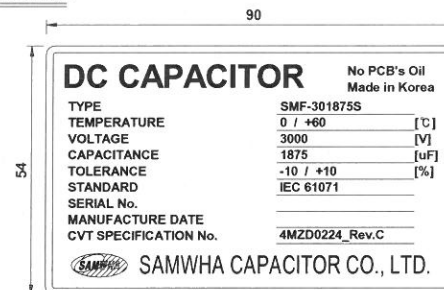 90
54
DC CAPACITOR
No PCB's Oil
Made in Korea
TYPE SMF-301875S
TEMPERATURE 0 / +60 [℃]
VOLTAGE 3000 [V]
CAPACITANCE 1875 [uF]
TOLERANCE -10 / +10 [%]
STANDARD IEC 61071
SERIAL No.
MANUFACTURE DATE
CVT SPECIFICATION No. 4MZD0224_Rev.C
SAMWHA SAMWHA CAPACITOR CO., LTD.